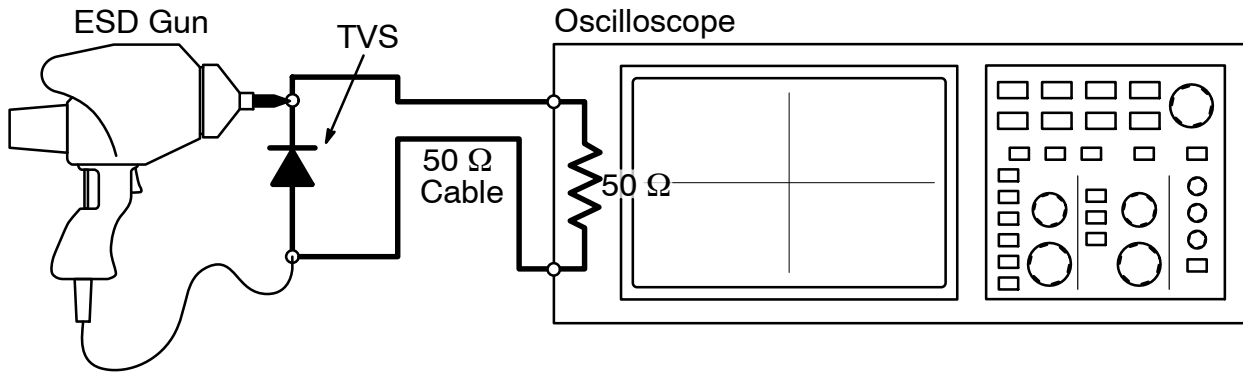 ESD Gun
TVS
Oscilloscope
50 Ω
Cable
50 Ω